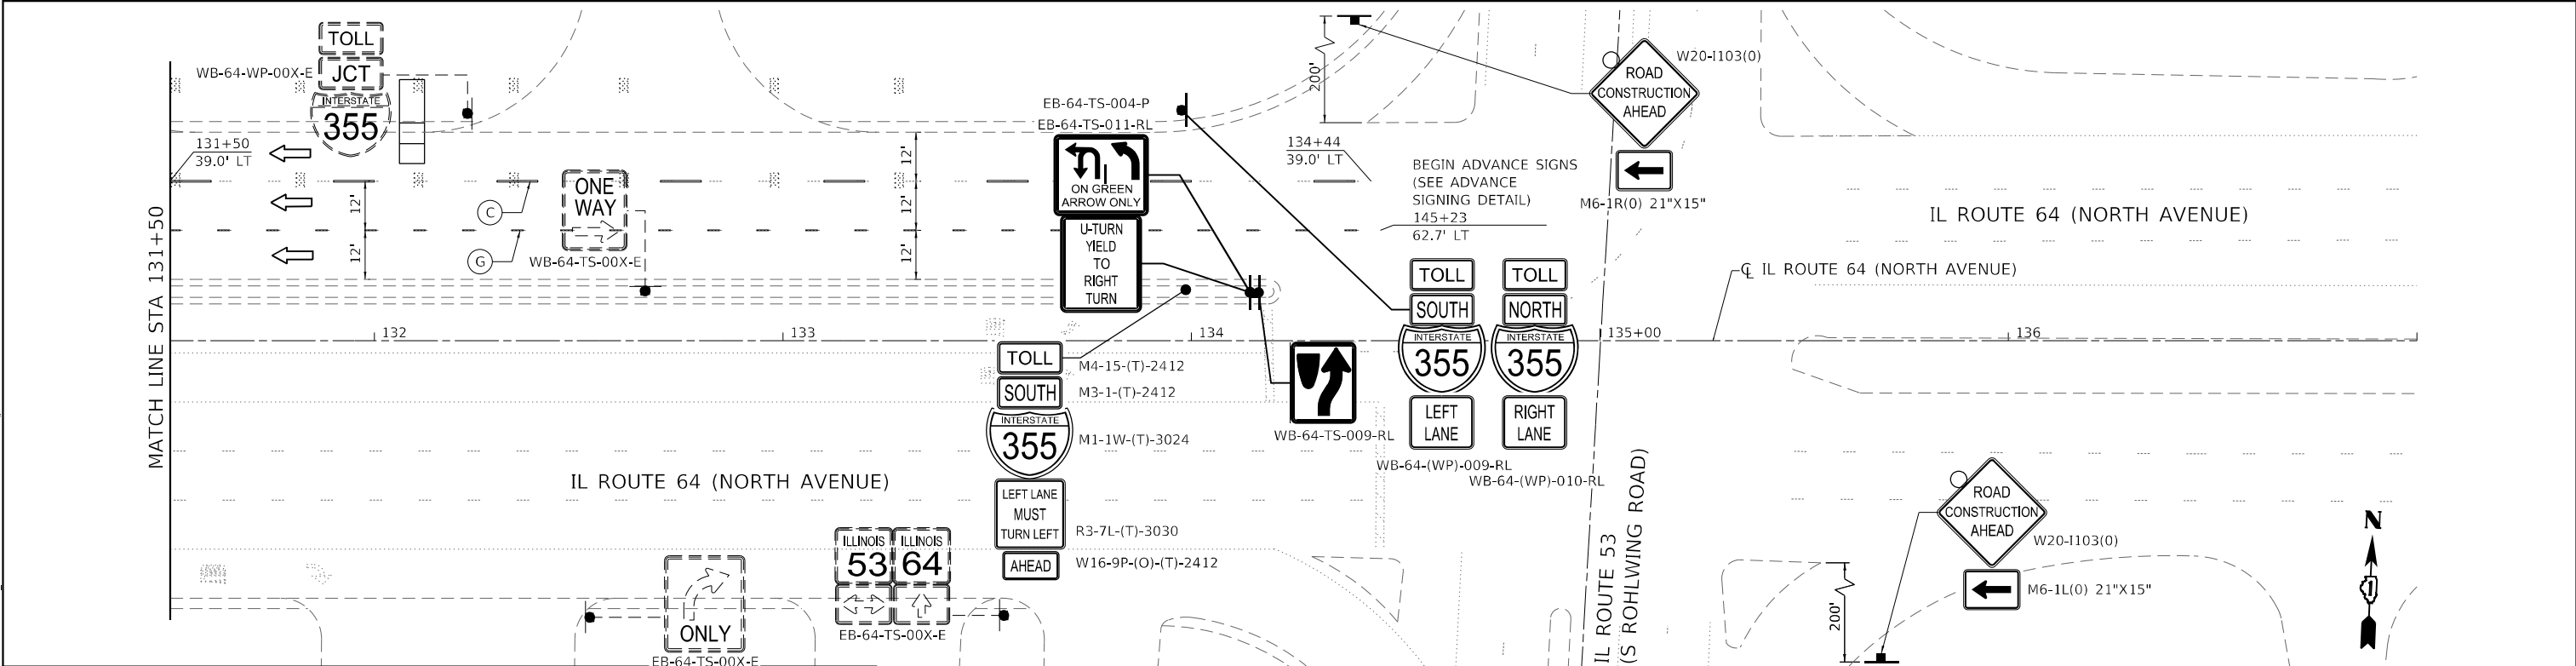 TOLL
JCT
INTERSTATE
355
WB-64-WP-00X-E
131+50
39.0' LT
MATCH LINE STA 131+50
12'
12'
C
G
ONE
WAY
WB-64-TS-00X-E
12'
12'
12'
EB-64-TS-004-P
EB-64-TS-011-RL
ON GREEN
ARROW ONLY
U-TURN
YIELD
TO
RIGHT
TURN
200'
134+44
39.0' LT
BEGIN ADVANCE SIGNS
(SEE ADVANCE
SIGNING DETAIL)
145+23
62.7' LT
ROAD
CONSTRUCTION
AHEAD
W20-I103(0)
M6-1R(0) 21"X15"
IL ROUTE 64 (NORTH AVENUE)
℄ IL ROUTE 64 (NORTH AVENUE)
132
133
134
135+00
136
TOLL
SOUTH
INTERSTATE
355
LEFT
LANE
WB-64-(WP)-009-RL
TOLL
NORTH
INTERSTATE
355
RIGHT
LANE
WB-64-(WP)-010-RL
WB-64-TS-009-RL
TOLL
M4-15-(T)-2412
SOUTH
M3-1-(T)-2412
INTERSTATE
355
M1-1W-(T)-3024
LEFT LANE
MUST
TURN LEFT
R3-7L-(T)-3030
AHEAD
W16-9P-(O)-(T)-2412
IL ROUTE 64 (NORTH AVENUE)
ONLY
EB-64-TS-00X-E
ILLINOIS
53
ILLINOIS
64
EB-64-TS-00X-E
IL ROUTE 53
(S ROHLWING ROAD)
200'
ROAD
CONSTRUCTION
AHEAD
W20-I103(0)
M6-1L(0) 21"X15"
N
1